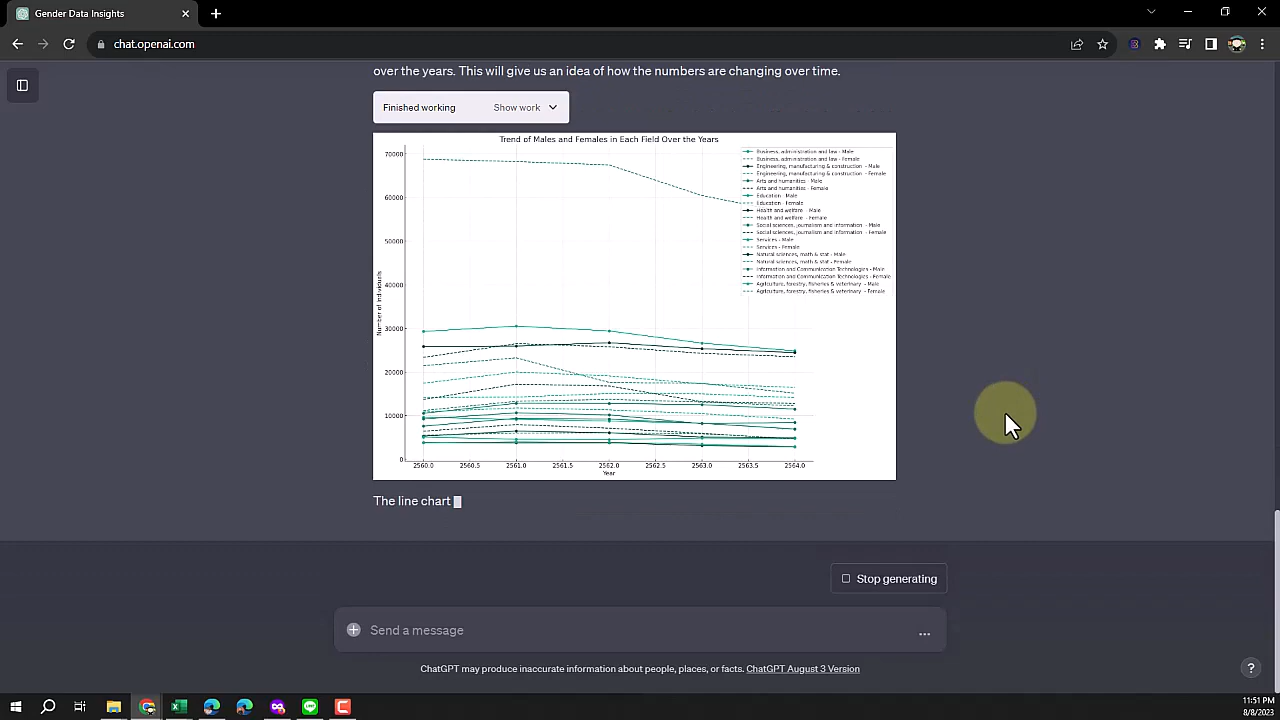 Gender Data Insights
chat.openai.com
over the years. This will give us an idea of how the numbers are changing over time.
Finished working Show work
Trend of Males and Females in Each Field Over the Years
Business, administration and law - Male
Business, administration and law - Female
Engineering, manufacturing & construction - Male
Engineering, manufacturing & construction - Female
Arts and humanities - Male
Arts and humanities - Female
Education - Male
Education - Female
Health and welfare - Male
Health and welfare - Female
Social sciences, journalism and information - Male
Social sciences, journalism and information - Female
Services - Male
Services - Female
Natural sciences, math & stat - Male
Natural sciences, math & stat - Female
Information and Communication Technologies - Male
Information and Communication Technologies - Female
Agriculture, forestry, fisheries & veterinary - Male
Agriculture, forestry, fisheries & veterinary - Female
70000
60000
50000
40000
30000
20000
10000
0
Number of Individuals
2560.0 2560.5 2561.0 2561.5 2562.0 2562.5 2563.0 2563.5 2564.0
Year
The line chart
Stop generating
Send a message
ChatGPT may produce inaccurate information about people, places, or facts. ChatGPT August 3 Version
?
11:51 PM
8/8/2023